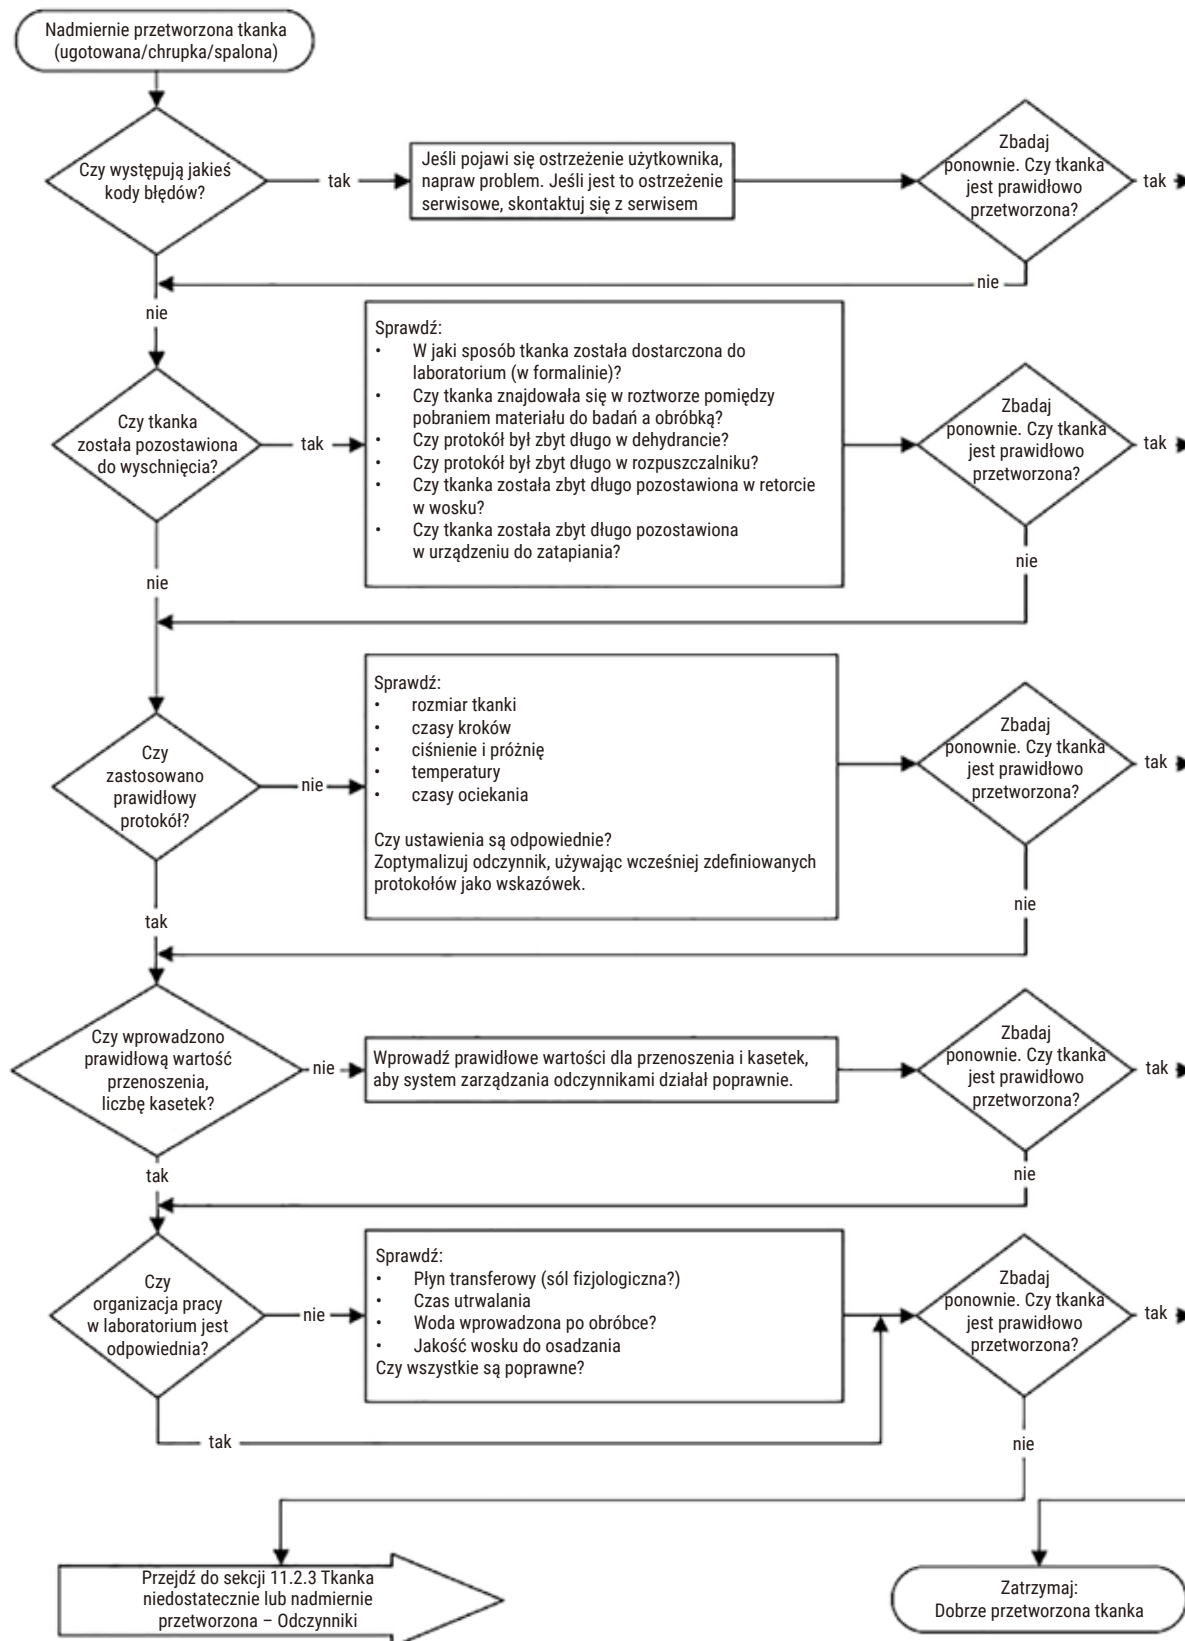 Nadmiernie przetworzona tkanka
(ugotowana/chrupka/spalona)
Czy występują jakieś
kody błędów?
tak
Jeśli pojawi się ostrzeżenie użytkownika,
napraw problem. Jeśli jest to ostrzeżenie
serwisowe, skontaktuj się z serwisem
Zbadaj
ponownie. Czy tkanka
jest prawidłowo
przetworzona?
tak
nie
nie
Czy tkanka
została pozostawiona
do wyschnięcia?
tak
Sprawdź:
• W jaki sposób tkanka została dostarczona do
laboratorium (w formalinie)?
• Czy tkanka znajdowała się w roztworze pomiędzy
pobraniem materiału do badań a obróbką?
• Czy protokół był zbyt długo w dehydrancie?
• Czy protokół był zbyt długo w rozpuszczalniku?
• Czy tkanka została zbyt długo pozostawiona w retorcie
w wosku?
• Czy tkanka została zbyt długo pozostawiona
w urządzeniu do zatapiania?
Zbadaj
ponownie. Czy tkanka
jest prawidłowo
przetworzona?
tak
nie
nie
Czy
zastosowano
prawidłowy
protokół?
nie
Sprawdź:
• rozmiar tkanki
• czasy kroków
• ciśnienie i próżnię
• temperatury
• czasy ociekania
Czy ustawienia są odpowiednie?
Zoptymalizuj odczynnik, używając wcześniej zdefiniowanych
protokołów jako wskazówek.
Zbadaj
ponownie. Czy tkanka
jest prawidłowo
przetworzona?
tak
nie
tak
Czy wprowadzono
prawidłową wartość
przenoszenia,
liczbę kasetek?
nie
Wprowadź prawidłowe wartości dla przenoszenia i kasetek,
aby system zarządzania odczynnikami działał poprawnie.
Zbadaj
ponownie. Czy tkanka
jest prawidłowo
przetworzona?
tak
nie
tak
Czy
organizacja pracy
w laboratorium jest
odpowiednia?
nie
Sprawdź:
• Płyn transferowy (sól fizjologiczna?)
• Czas utrwalania
• Woda wprowadzona po obróbce?
• Jakość wosku do osadzania
Czy wszystkie są poprawne?
Zbadaj
ponownie. Czy tkanka
jest prawidłowo
przetworzona?
tak
tak
nie
Przejdź do sekcji 11.2.3 Tkanka
niedostatecznie lub nadmiernie
przetworzona – Odczynniki
Zatrzymaj:
Dobrze przetworzona tkanka